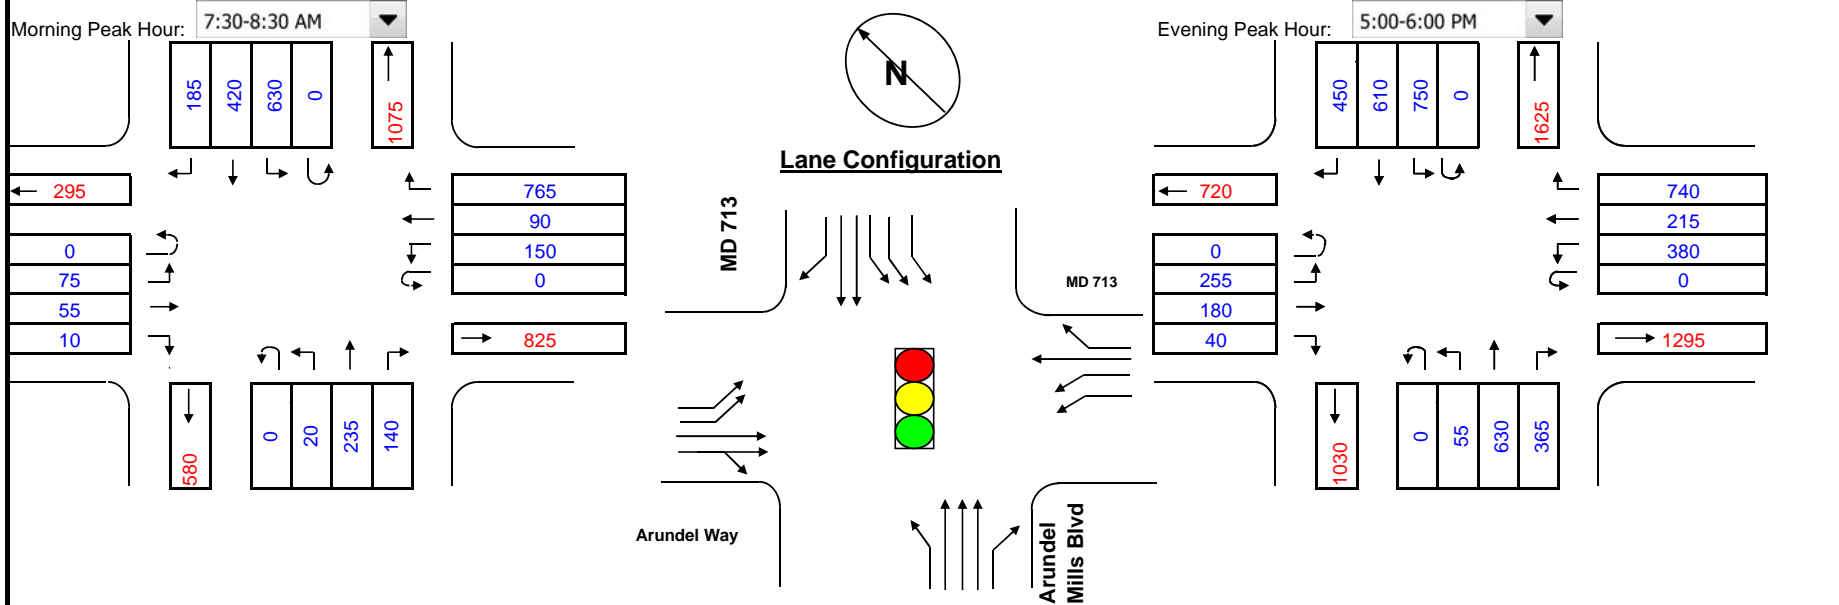 Morning Peak Hour: 7:30-8:30 AM
185 420 630 0 1075
295
0
75
55
10
765
90
150
0
825
580
0 20 235 140
N
Lane Configuration
MD 713
MD 713
Arundel Way
Arundel
Mills Blvd
Evening Peak Hour: 5:00-6:00 PM
450 610 750 0 1625
720
0
255
180
40
740
215
380
0
1295
1030
0 55 630 365